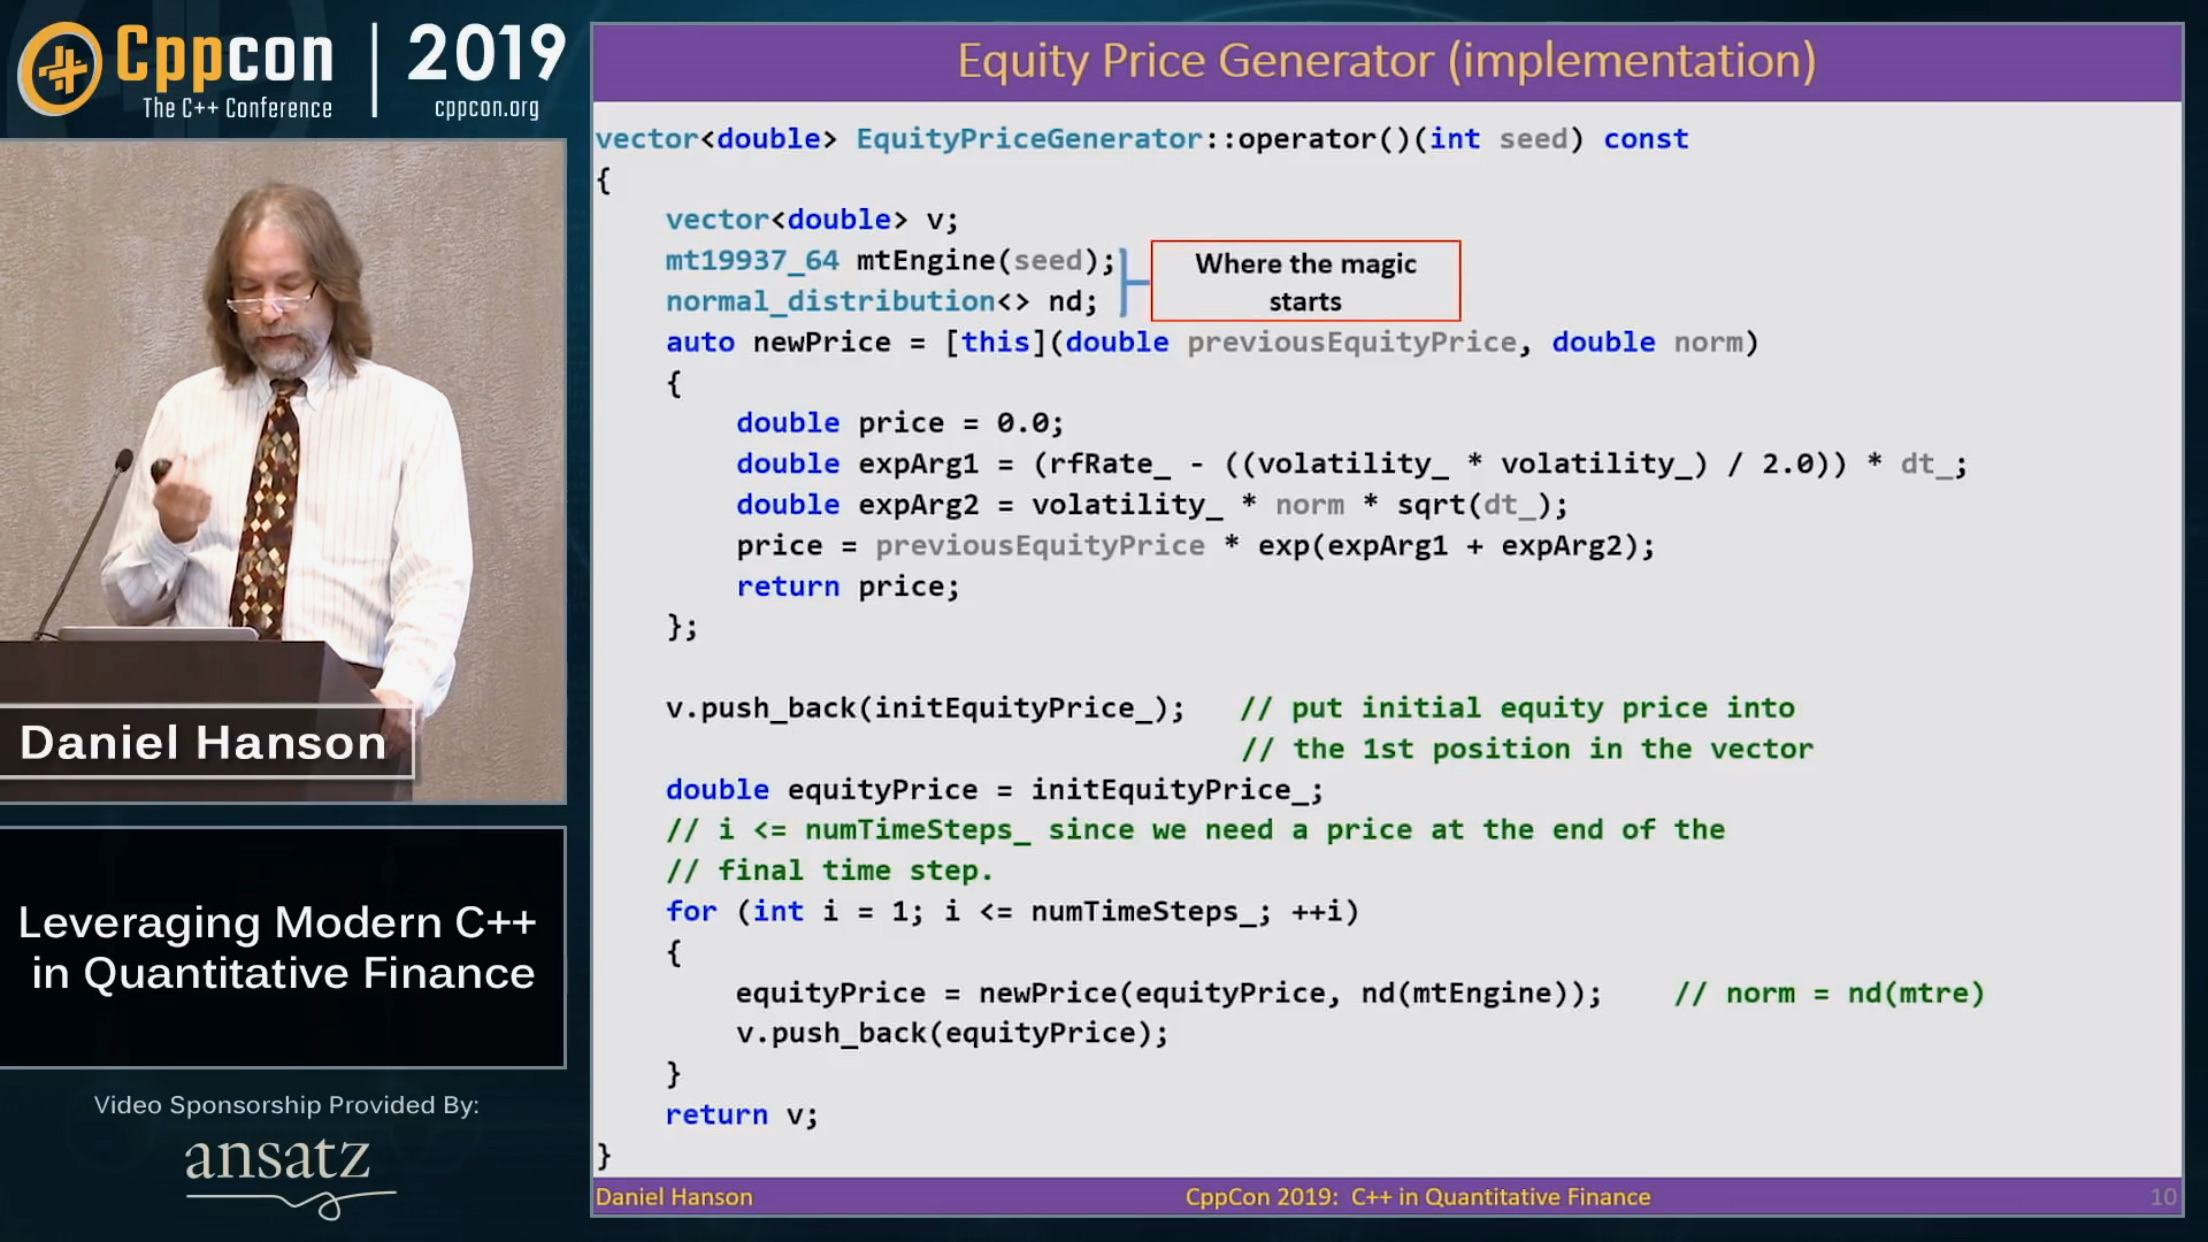 Cppcon
The C++ Conference
2019
cppcon.org
Daniel Hanson
Leveraging Modern C++
in Quantitative Finance
Video Sponsorship Provided By:
ansatz
Equity Price Generator (implementation)
vector<double> EquityPriceGenerator::operator()(int seed) const
{
vector<double> v;
mt19937_64 mtEngine(seed);
normal_distribution<> nd;
Where the magic
starts
auto newPrice = [this](double previousEquityPrice, double norm)
{
double price = 0.0;
double expArg1 = (rfRate_ - ((volatility_ * volatility_) / 2.0)) * dt_;
double expArg2 = volatility_ * norm * sqrt(dt_);
price = previousEquityPrice * exp(expArg1 + expArg2);
return price;
};
v.push_back(initEquityPrice_); // put initial equity price into
// the 1st position in the vector
double equityPrice = initEquityPrice_;
// i <= numTimeSteps_ since we need a price at the end of the
// final time step.
for (int i = 1; i <= numTimeSteps_; ++i)
{
equityPrice = newPrice(equityPrice, nd(mtEngine)); // norm = nd(mtre)
v.push_back(equityPrice);
}
return v;
}
Daniel Hanson
CppCon 2019: C++ in Quantitative Finance
10